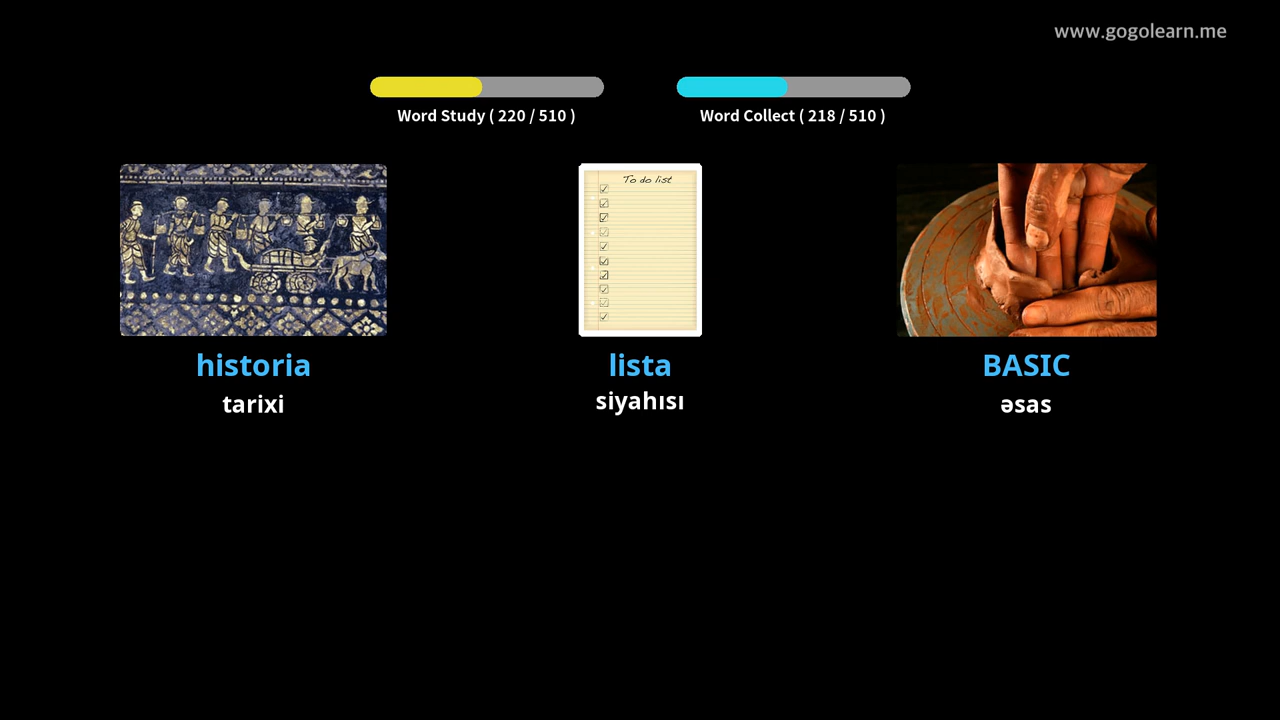 www.gogolearn.me
Word Study ( 220 / 510 )
Word Collect ( 218 / 510 )
To do list
historia
lista
BASIC
tarixi
siyahısı
əsas